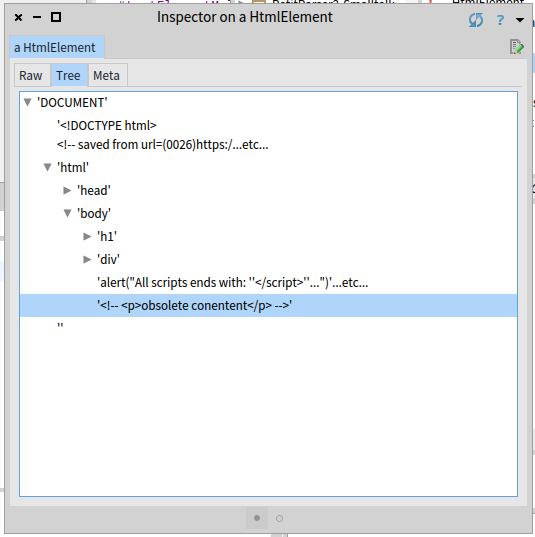 Inspector on a HtmlElement
?
a HtmlElement
Raw Tree Meta
'DOCUMENT'
'<!DOCTYPE html>
<!-- saved from url=(0026)https:/...etc...
'html'
'head'
'body'
'h1'
'div'
'alert("All scripts ends with: ''</script>''...")'...etc...
'<!-- <p>obsolete conentent</p> -->'
''